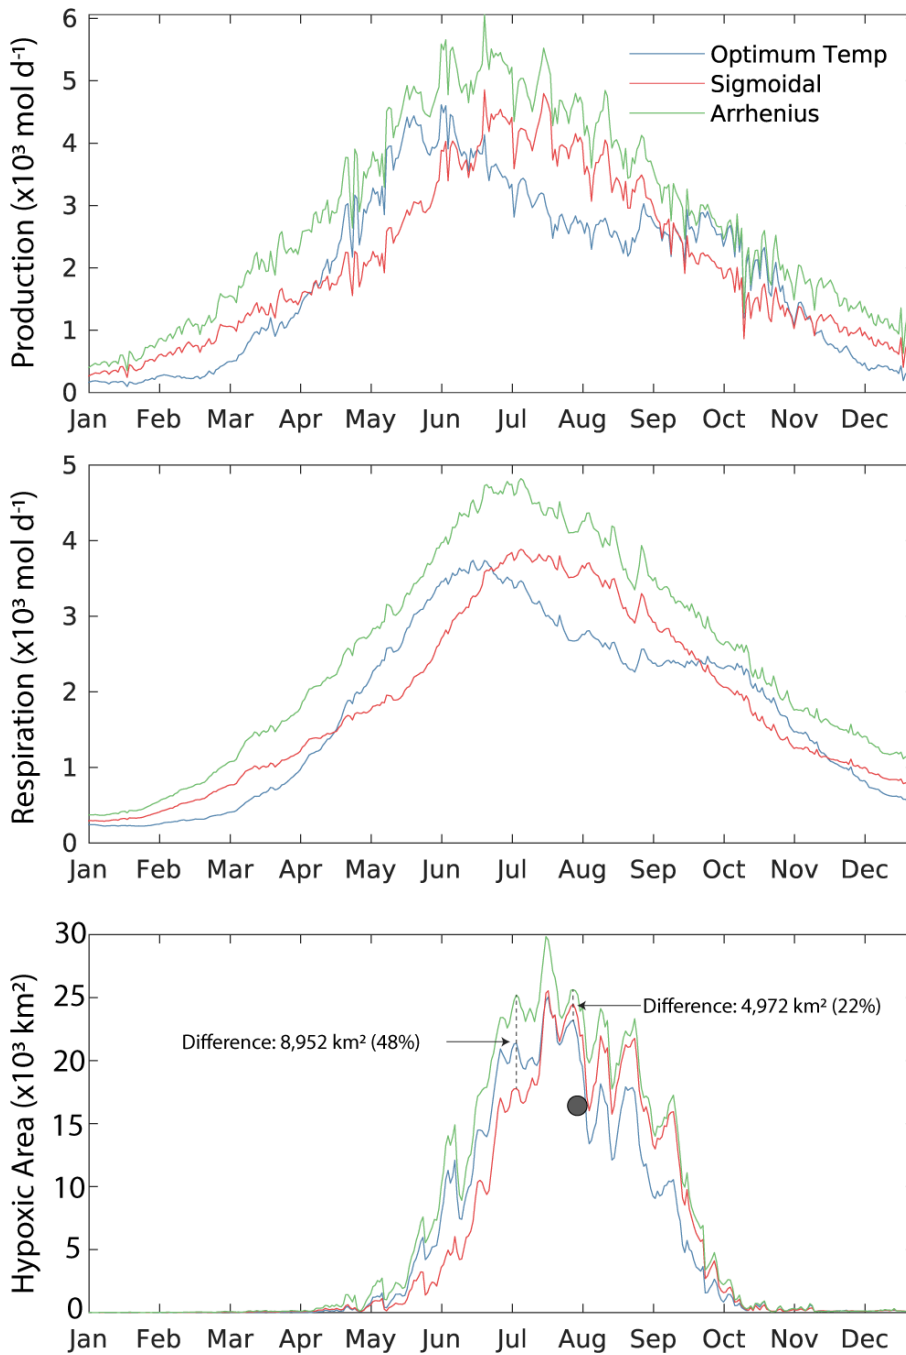 Production (x10³ mol d⁻¹)
6
5
4
3
2
1
0
Optimum Temp
Sigmoidal
Arrhenius
Jan Feb Mar Apr May Jun Jul Aug Sep Oct Nov Dec
Respiration (x10³ mol d⁻¹)
5
4
3
2
1
0
Jan Feb Mar Apr May Jun Jul Aug Sep Oct Nov Dec
Hypoxic Area (x10³ km²)
30
25
20
15
10
5
0
Difference: 4,972 km² (22%)
Difference: 8,952 km² (48%)
Jan Feb Mar Apr May Jun Jul Aug Sep Oct Nov Dec